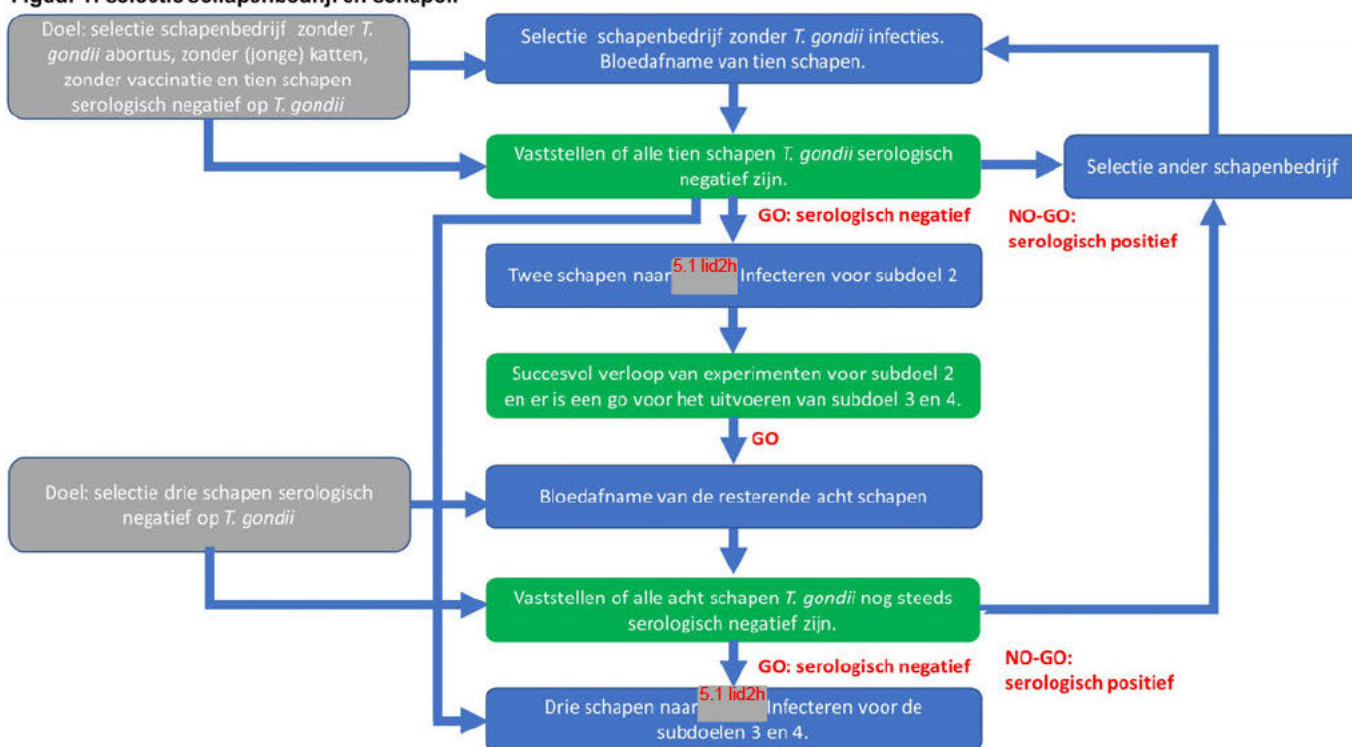 Figuur 1: selectie schapenbedrijf en schapen
Doel: selectie schapenbedrijf zonder T.
gondii abortus, zonder (jonge) katten,
zonder vaccinatie en tien schapen
serologisch negatief op T. gondii
Selectie schapenbedrijf zonder T. gondii infecties.
Bloedafname van tien schapen.
Vaststellen of alle tien schapen T. gondii serologisch
negatief zijn.
Selectie ander schapenbedrijf
GO: serologisch negatief
NO-GO:
serologisch positief
Twee schapen naar 5.1 lid2h Infecteren voor subdoel 2
Succesvol verloop van experimenten voor subdoel 2
en er is een go voor het uitvoeren van subdoel 3 en 4.
GO
Doel: selectie drie schapen serologisch
negatief op T. gondii
Bloedafname van de resterende acht schapen
Vaststellen of alle acht schapen T. gondii nog steeds
serologisch negatief zijn.
GO: serologisch negatief
NO-GO:
serologisch positief
Drie schapen naar 5.1 lid2h Infecteren voor de
subdoelen 3 en 4.